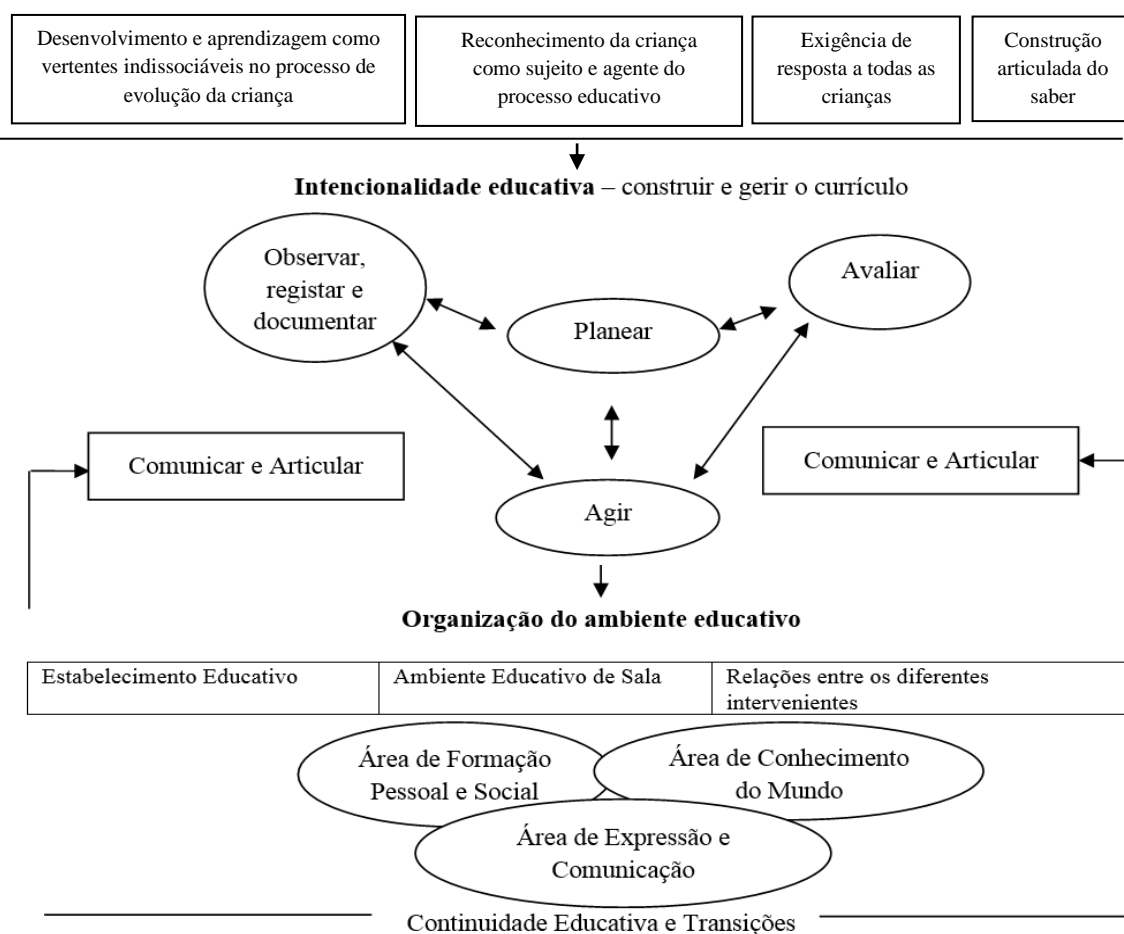 Desenvolvimento e aprendizagem como
vertentes indissociáveis no processo de
evolução da criança
Reconhecimento da criança
como sujeito e agente do
processo educativo
Exigência de
resposta a todas as
crianças
Construção
articulada do
saber
Intencionalidade educativa – construir e gerir o currículo
Observar,
registar e
documentar
Planear
Avaliar
Comunicar e Articular
Comunicar e Articular
Agir
Organização do ambiente educativo
Estabelecimento Educativo
Ambiente Educativo de Sala
Relações entre os diferentes
intervenientes
Área de Formação
Pessoal e Social
Área de Conhecimento
do Mundo
Área de Expressão e
Comunicação
Continuidade Educativa e Transições